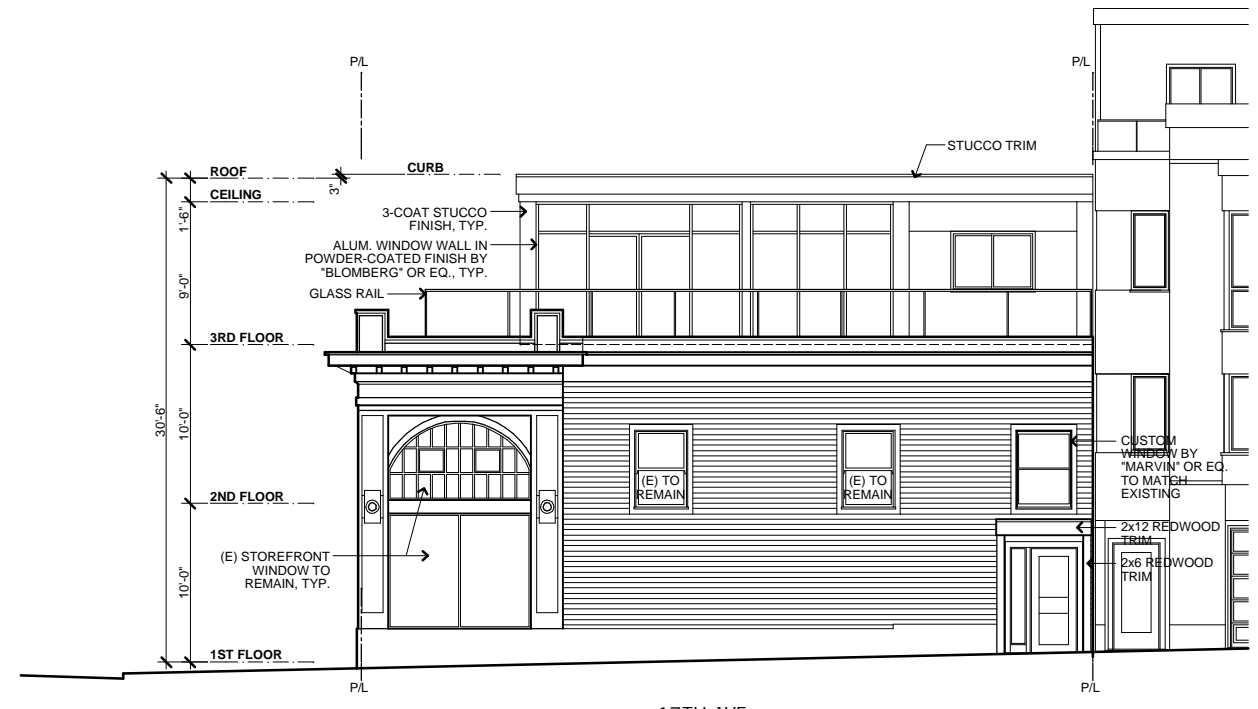 P/L
P/L
STUCCO TRIM
ROOF
CURB
3"
CEILING
1'-6"
3-COAT STUCCO
FINISH, TYP.
ALUM. WINDOW WALL IN
POWDER-COATED FINISH BY
"BLOMBERG" OR EQ., TYP.
9'-0"
GLASS RAIL
3RD FLOOR
30'-6"
10'-0"
CUSTOM
WINDOW BY
"MARVIN" OR EQ.
TO MATCH
EXISTING
(E) TO
REMAIN
(E) TO
REMAIN
2ND FLOOR
2x12 REDWOOD
TRIM
2x6 REDWOOD
TRIM
(E) STOREFRONT
WINDOW TO
REMAIN, TYP.
10'-0"
1ST FLOOR
P/L
P/L
17TH AVE